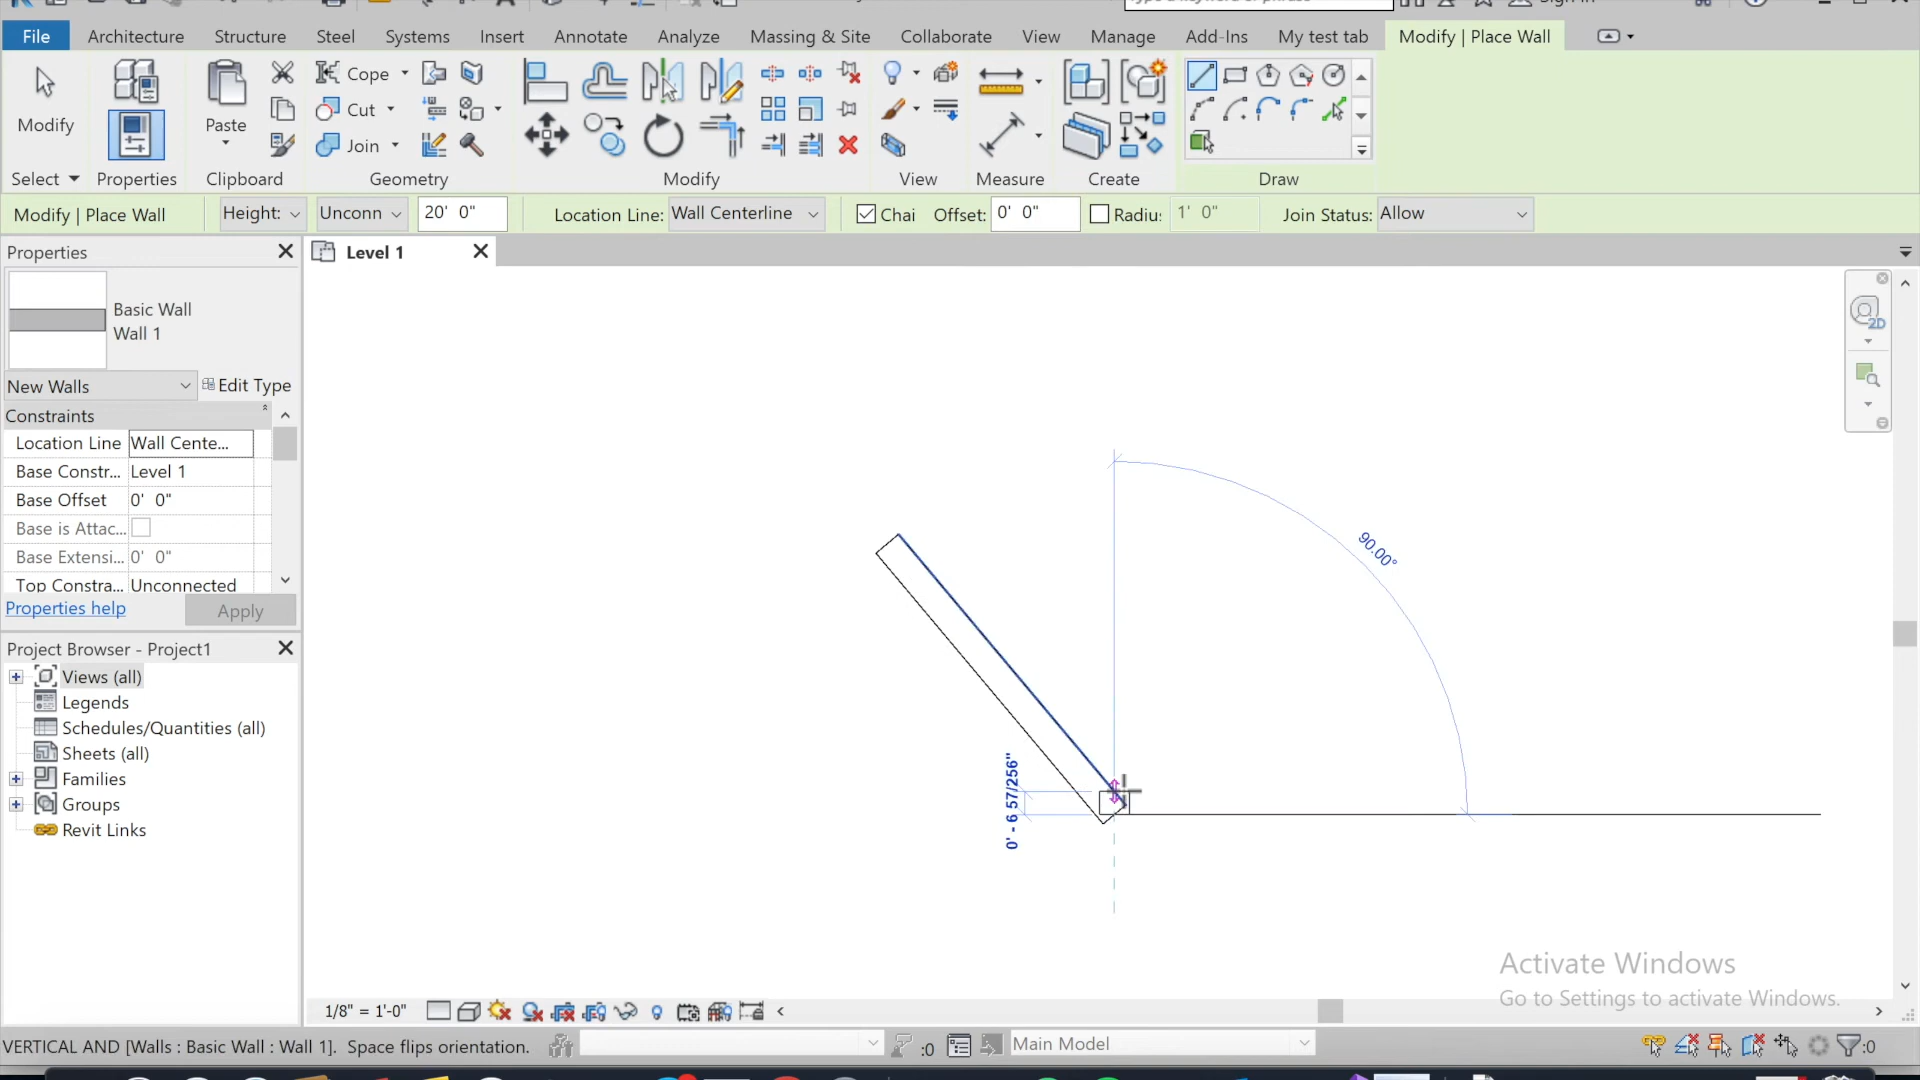 File Architecture Structure Steel Systems Insert Annotate Analyze Massing & Site Collaborate View Manage Add-Ins My test tab Modify | Place Wall
Modify
Select
Properties
Paste
Clipboard
Cope
Cut
Join
Geometry
Modify
View
Measure
Create
Draw
Modify | Place Wall Height: Unconn 20' 0" Location Line: Wall Centerline Chai Offset: 0' 0" Radiu: 1' 0" Join Status: Allow
Properties
Level 1
Basic Wall
Wall 1
New Walls Edit Type
Constraints
Location Line Wall Cente...
Base Constr... Level 1
Base Offset 0' 0"
Base is Attac...
Base Extensi... 0' 0"
Top Constra... Unconnected
Properties help Apply
Project Browser - Project1
Views (all)
Legends
Schedules/Quantities (all)
Sheets (all)
Families
Groups
Revit Links
2D
90.00°
0' - 6 57/256"
Activate Windows
Go to Settings to activate Windows.
1/8" = 1'-0"
VERTICAL AND [Walls : Basic Wall : Wall 1]. Space flips orientation. :0 Main Model :0